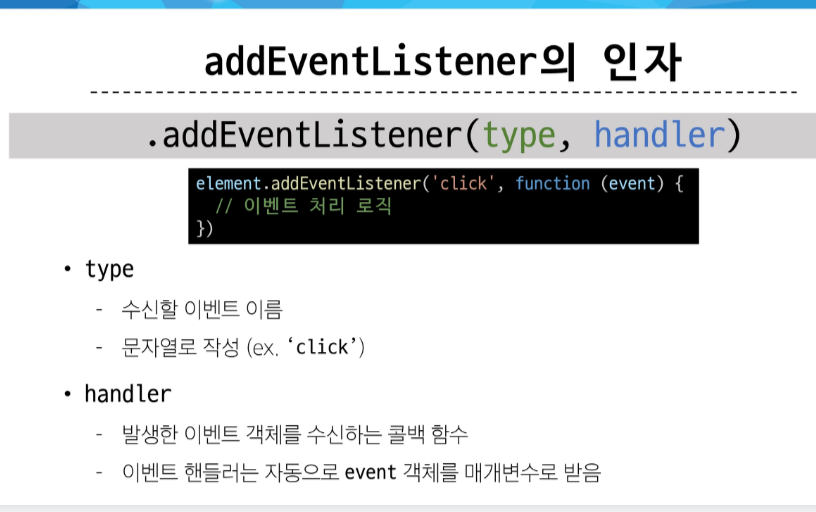 addEventListener의 인자
.addEventListener(type, handler)
element.addEventListener('click', function (event) {
// 이벤트 처리 로직
})
• type
- 수신할 이벤트 이름
- 문자열로 작성 (ex. ‘click’)
• handler
- 발생한 이벤트 객체를 수신하는 콜백 함수
- 이벤트 핸들러는 자동으로 event 객체를 매개변수로 받음